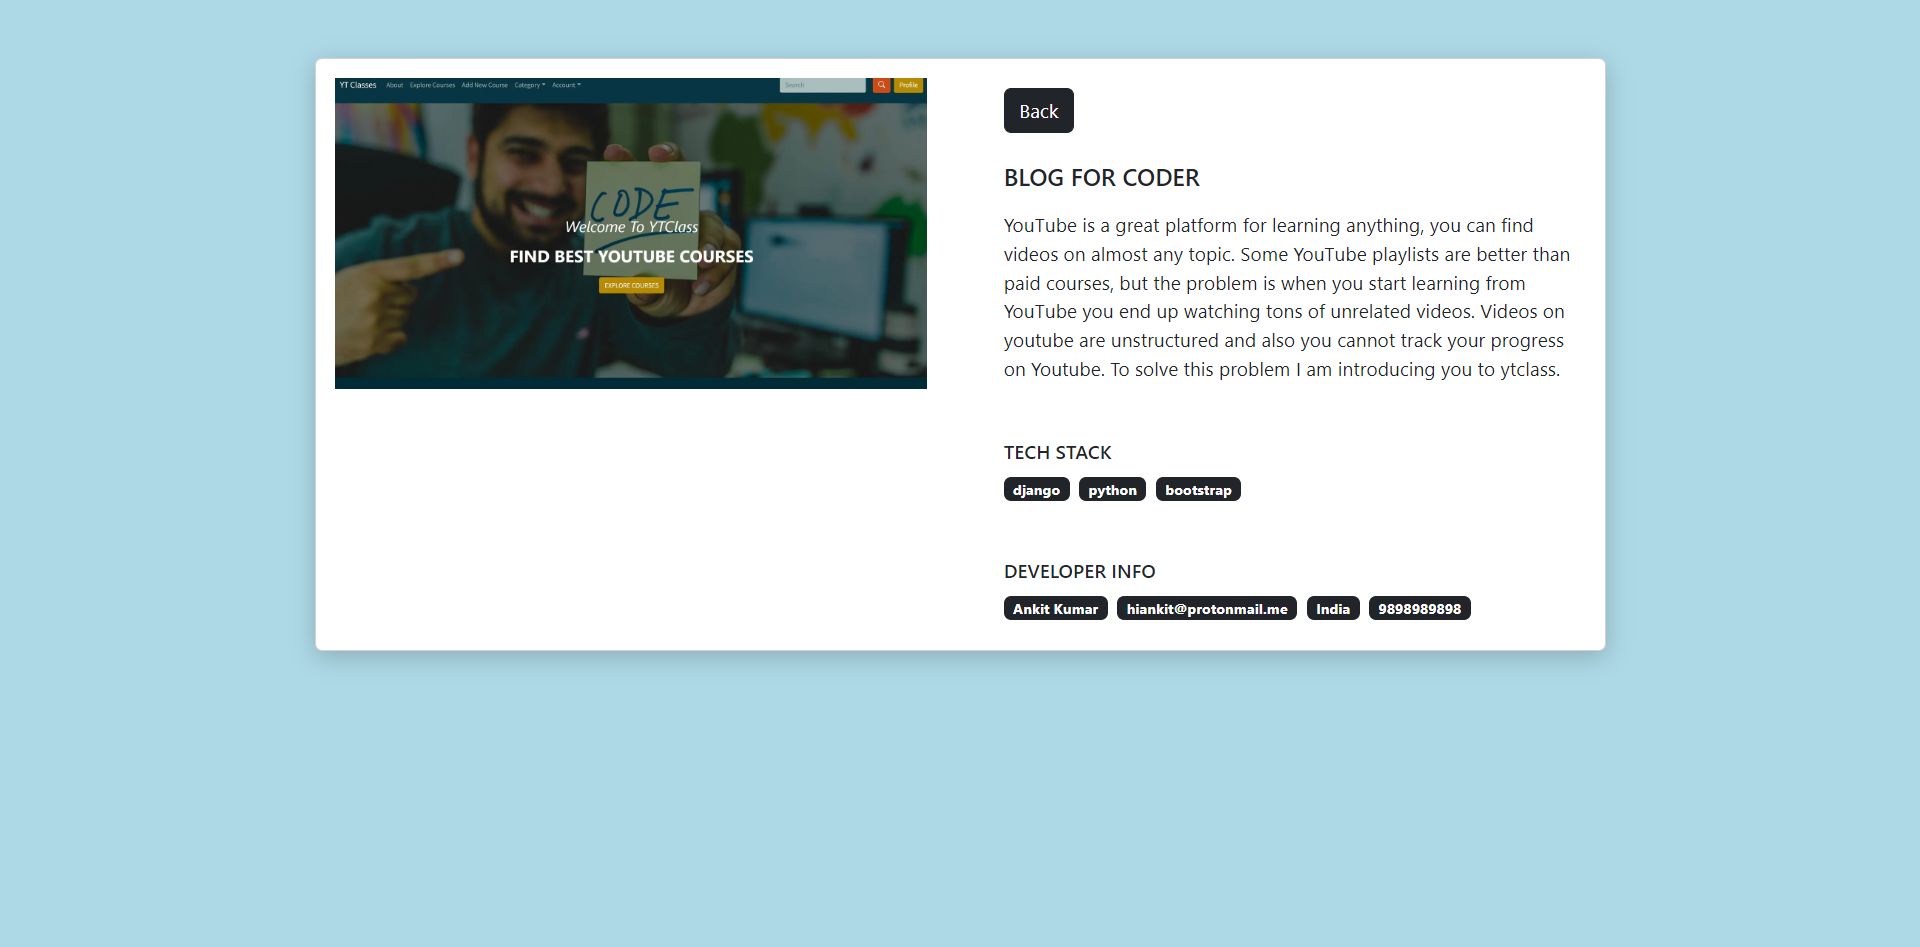 YT Classes About Explore Courses Add New Course Category Account Search Profile
CODE
Welcome To YTClass
FIND BEST YOUTUBE COURSES
EXPLORE COURSES
Back
BLOG FOR CODER
YouTube is a great platform for learning anything, you can find
videos on almost any topic. Some YouTube playlists are better than
paid courses, but the problem is when you start learning from
YouTube you end up watching tons of unrelated videos. Videos on
youtube are unstructured and also you cannot track your progress
on Youtube. To solve this problem I am introducing you to ytclass.
TECH STACK
django python bootstrap
DEVELOPER INFO
Ankit Kumar hiankit@protonmail.me India 9898989898